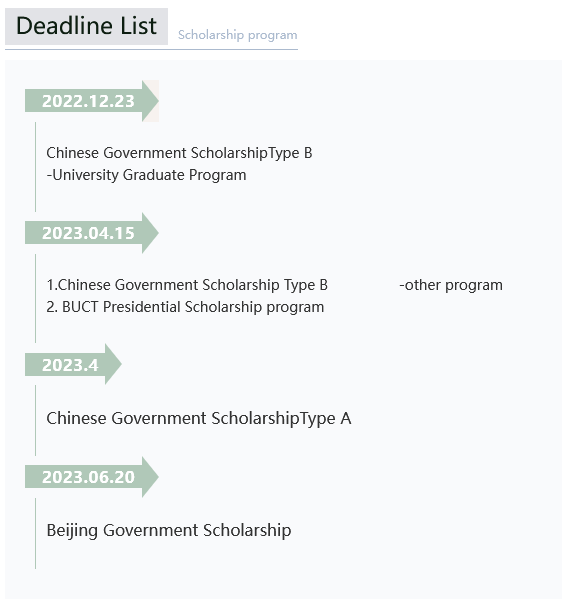 Deadline List
Scholarship program
2022.12.23
Chinese Government ScholarshipType B
-University Graduate Program
2023.04.15
1.Chinese Government Scholarship Type B -other program
2. BUCT Presidential Scholarship program
2023.4
Chinese Government ScholarshipType A
2023.06.20
Beijing Government Scholarship